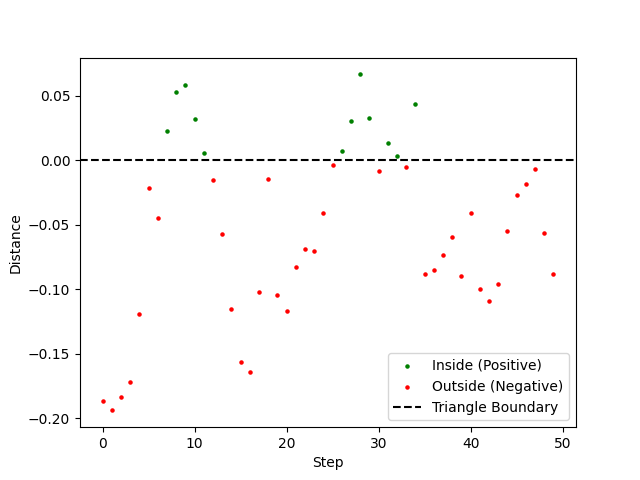 0.05
0.00
−0.05
−0.10
−0.15
−0.20
Distance
0 10 20 30 40 50
Step
Inside (Positive)
Outside (Negative)
Triangle Boundary